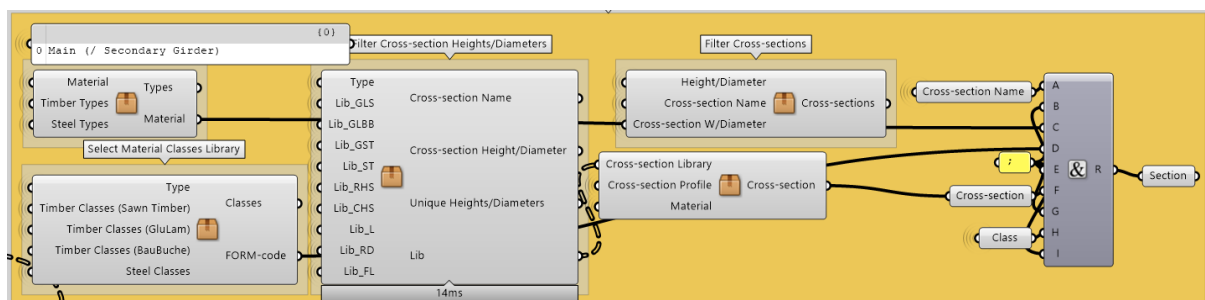 {0}
0 Main (/ Secondary Girder)
Filter Cross-section Heights/Diameters
Filter Cross-sections
Material
Timber Types
Steel Types
Types
Material
Select Material Classes Library
Type
Timber Classes (Sawn Timber)
Timber Classes (GluLam)
Timber Classes (BauBuche)
Steel Classes
Classes
FORM-code
Type
Lib_GLS
Lib_GLBB
Lib_GST
Lib_ST
Lib_RHS
Lib_CHS
Lib_L
Lib_RD
Lib_FL
Cross-section Name
Cross-section Height/Diameter
Unique Heights/Diameters
Lib
14ms
Height/Diameter
Cross-section Name
Cross-section W/Diameter
Cross-sections
Cross-section Library
Cross-section Profile
Material
Cross-section
Cross-section Name
;
Cross-section
Class
A
B
C
D
E
F
G
H
I
&
R
Section